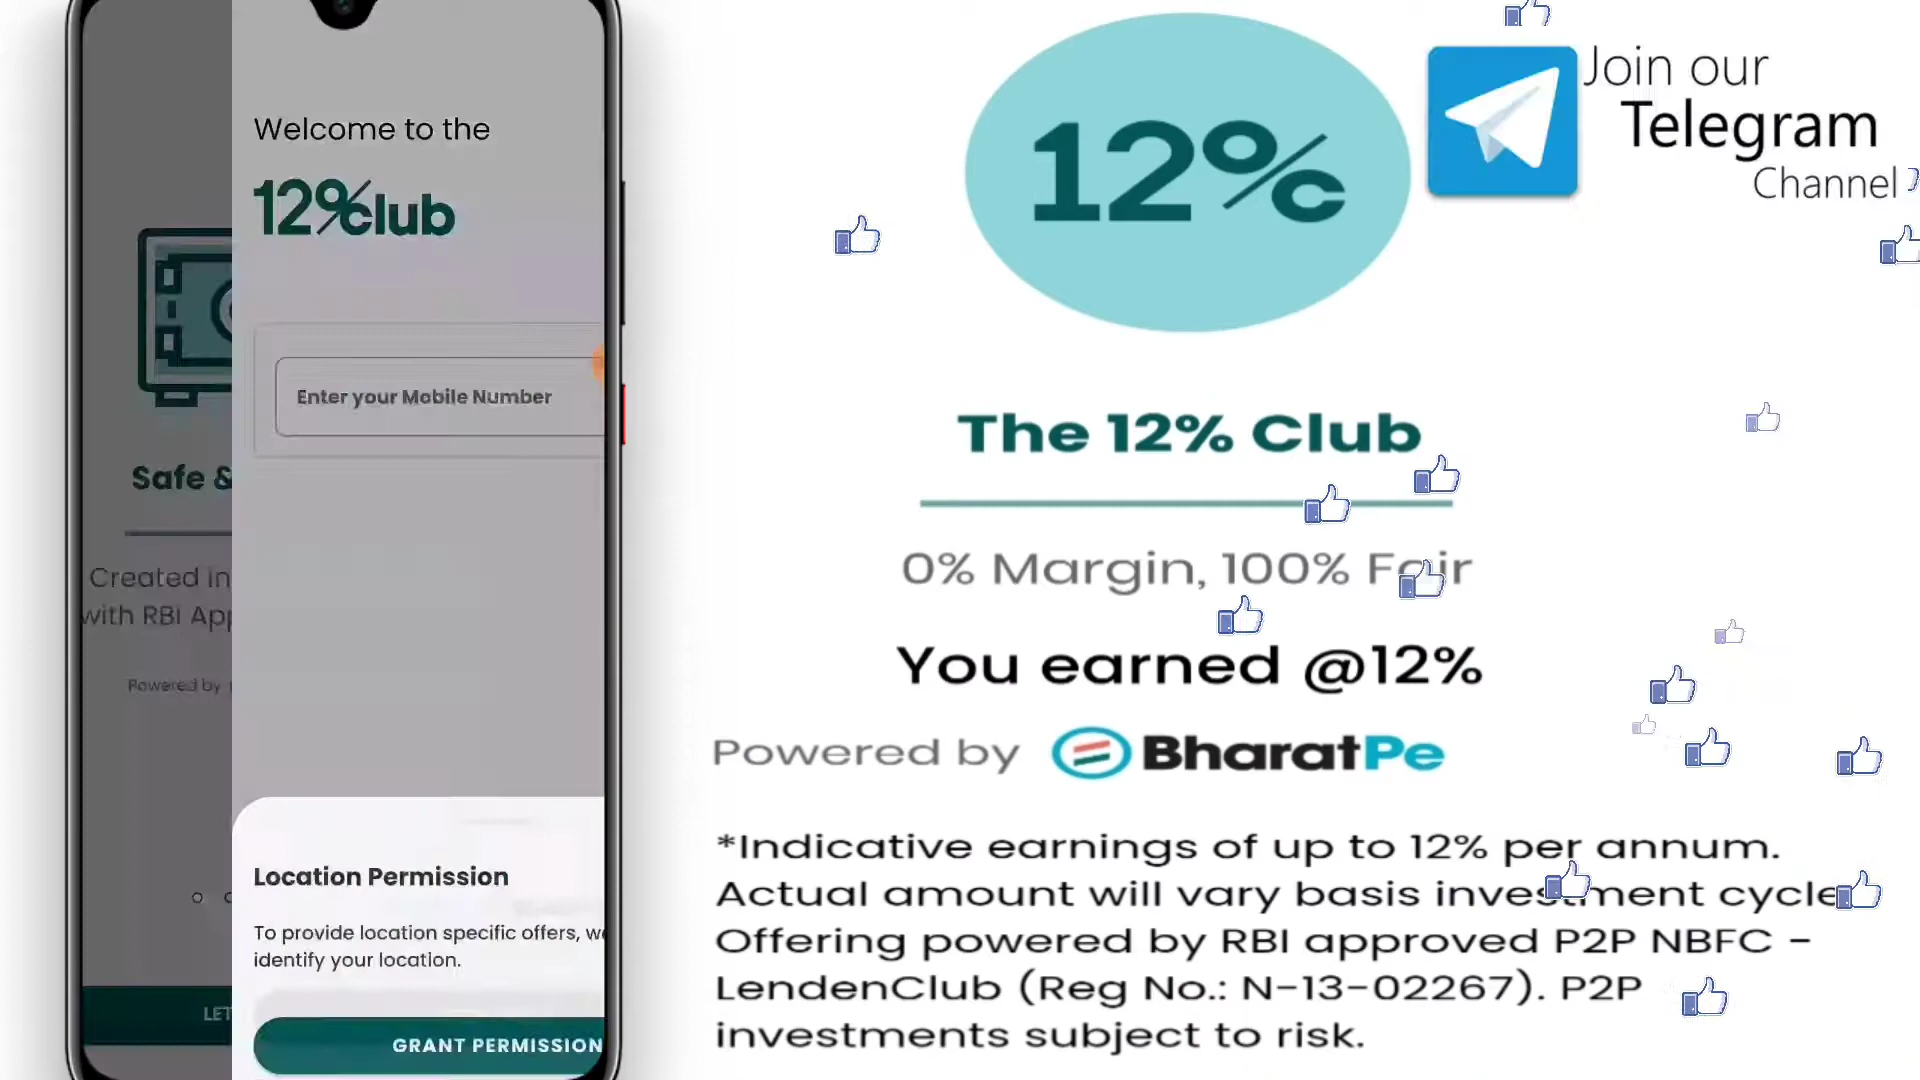 Welcome to the
12%club
Enter your Mobile Number
Safe &
Created in
with RBI App
Powered by
Location Permission
To provide location specific offers, we
identify your location.
LET
GRANT PERMISSION
12%c
Join our
Telegram
Channel
The 12% Club
0% Margin, 100% Fair
You earned @12%
Powered by BharatPe
*Indicative earnings of up to 12% per annum.
Actual amount will vary basis investment cycle
Offering powered by RBI approved P2P NBFC -
LendenClub (Reg No.: N-13-02267). P2P
investments subject to risk.